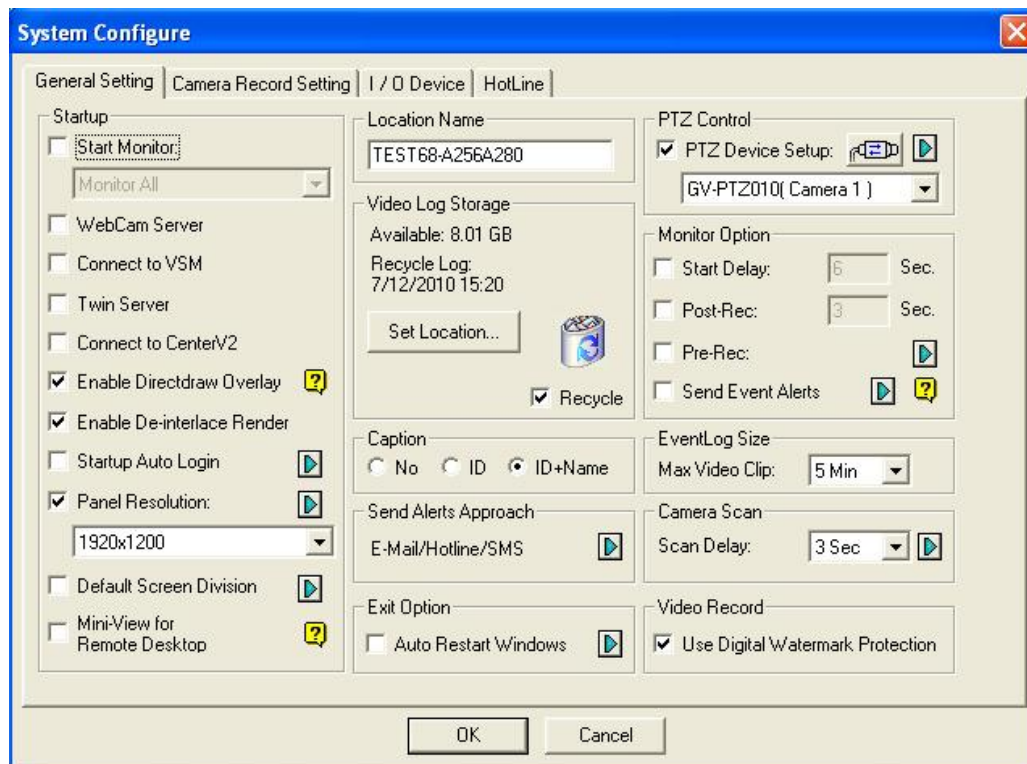 System Configure
General Setting
Camera Record Setting
I / O Device
HotLine
Startup
Start Monitor:
Monitor All
WebCam Server
Connect to VSM
Twin Server
Connect to CenterV2
Enable Directdraw Overlay
Enable De-interlace Render
Startup Auto Login
Panel Resolution:
1920x1200
Default Screen Division
Mini-View for
Remote Desktop
Location Name
TEST68-A256A280
Video Log Storage
Available: 8.01 GB
Recycle Log:
7/12/2010 15:20
Set Location...
Recycle
Caption
No
ID
ID+Name
Send Alerts Approach
E-Mail/Hotline/SMS
Exit Option
Auto Restart Windows
PTZ Control
PTZ Device Setup:
GV-PTZ010( Camera 1 )
Monitor Option
Start Delay: 6 Sec.
Post-Rec: 3 Sec.
Pre-Rec:
Send Event Alerts
EventLog Size
Max Video Clip: 5 Min
Camera Scan
Scan Delay: 3 Sec
Video Record
Use Digital Watermark Protection
OK
Cancel